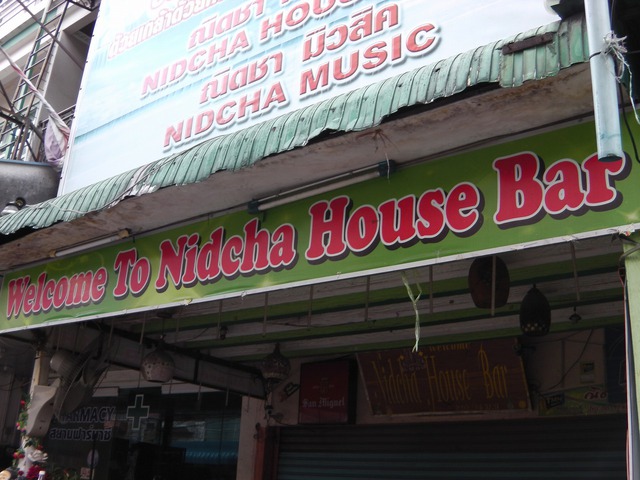 ณิดชา
NIDCHA HOUSE
ณิดชา มิวสิค
NIDCHA MUSIC
Welcome To Nidcha House Bar
WELCOME
Nidcha House Bar
San Miguel